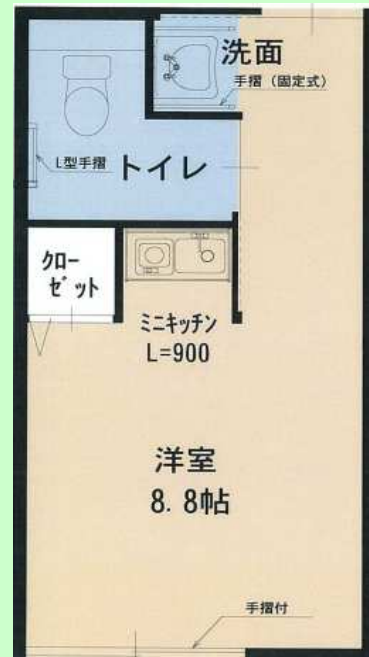 洗面
手摺（固定式）
L型手摺
トイレ
クロー
ゼット
ミニキッチン
L=900
洋室
8.8帖
手摺付